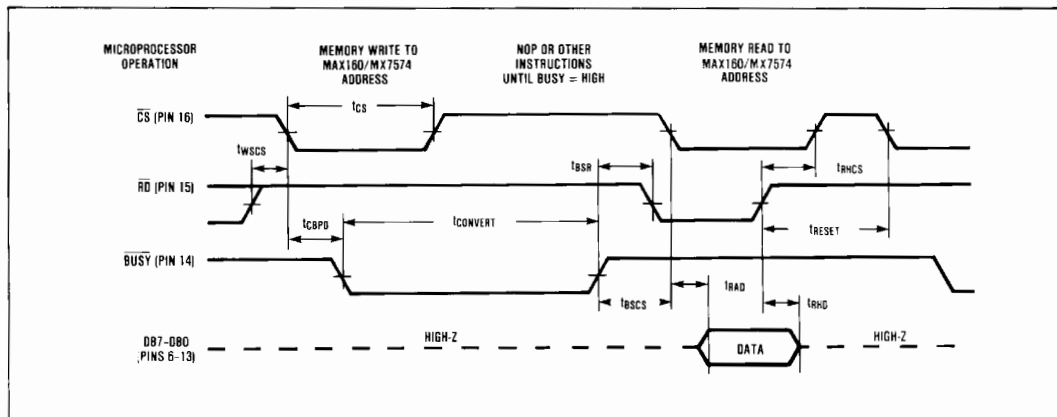 MICROPROCESSOR
OPERATION
MEMORY WRITE TO
MAX160/MX7574
ADDRESS
NOP OR OTHER
INSTRUCTIONS
UNTIL BUSY = HIGH
MEMORY READ TO
MAX160/MX7574
ADDRESS
CS (PIN 16)
tCS
tWSCS
tBSR
tRHCS
RD (PIN 15)
tCBPD
tCONVERT
tRESET
BUSY (PIN 14)
tBSCS
tRAD
tRHD
DB7-DB0
(PINS 6-13)
HIGH-Z
DATA
HIGH-Z